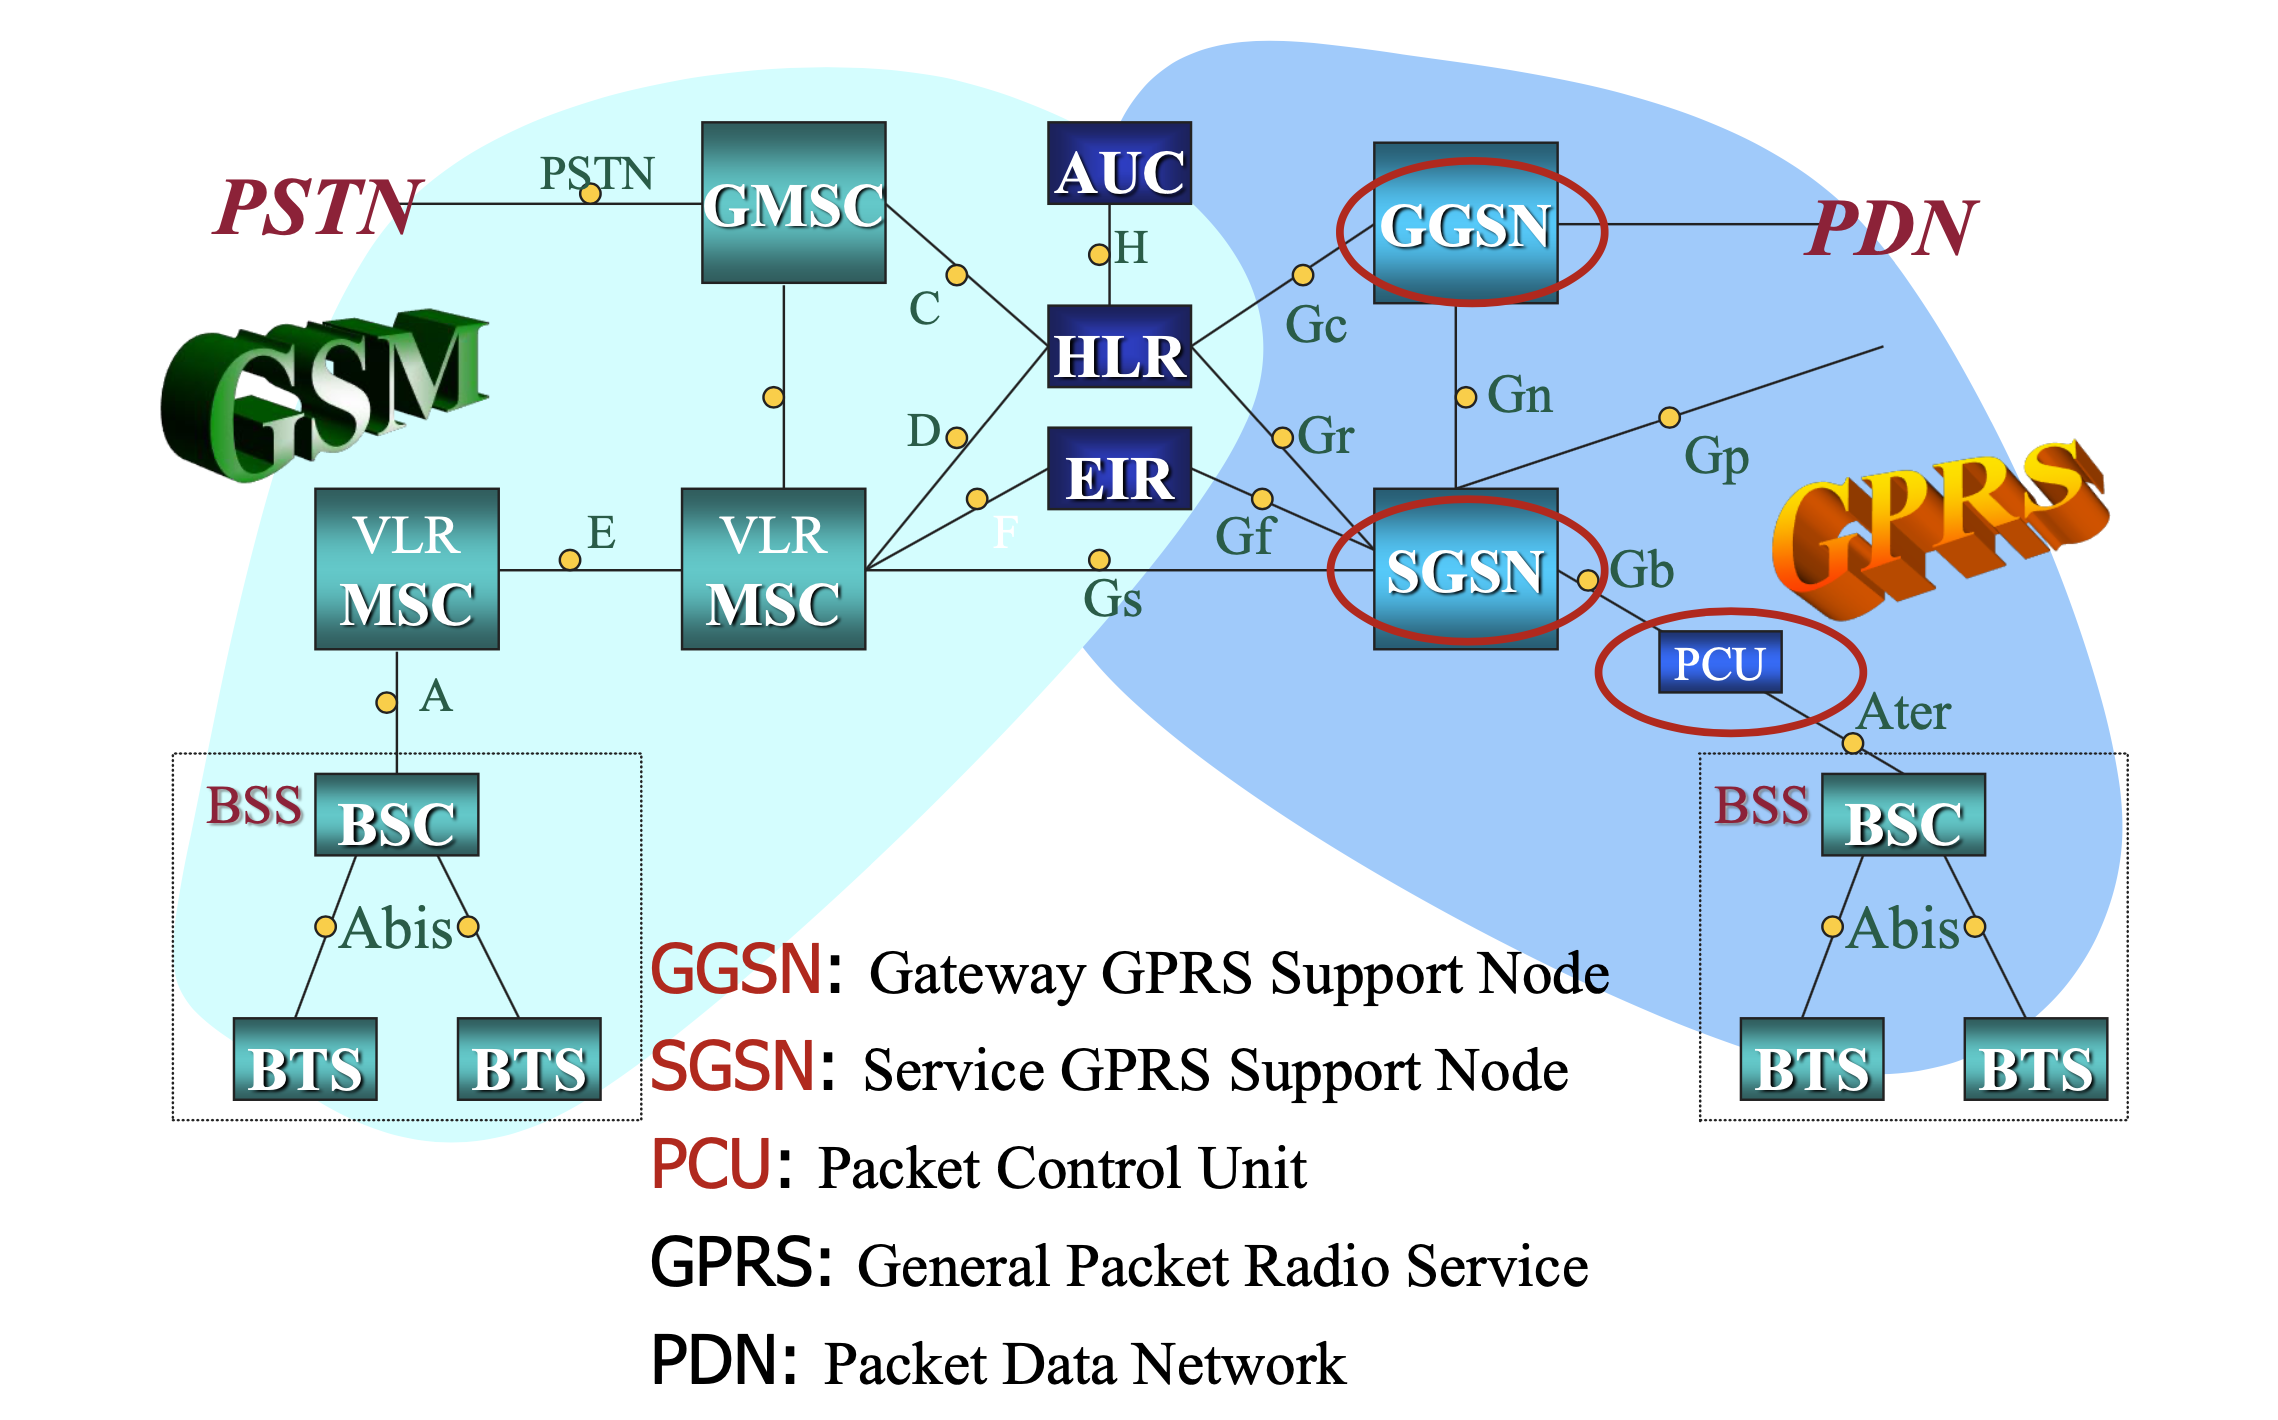 PSTN
PSTN
GMSC
AUC
GGSN
PDN
H
C
Gc
GSM
HLR
Gn
D
Gr
Gp
EIR
GPRS
VLR
MSC
E
VLR
MSC
F
Gf
SGSN
Gb
Gs
PCU
A
Ater
BSS
BSC
BSS
BSC
Abis
Abis
BTS
BTS
BTS
BTS
GGSN: Gateway GPRS Support Node
SGSN: Service GPRS Support Node
PCU: Packet Control Unit
GPRS: General Packet Radio Service
PDN: Packet Data Network